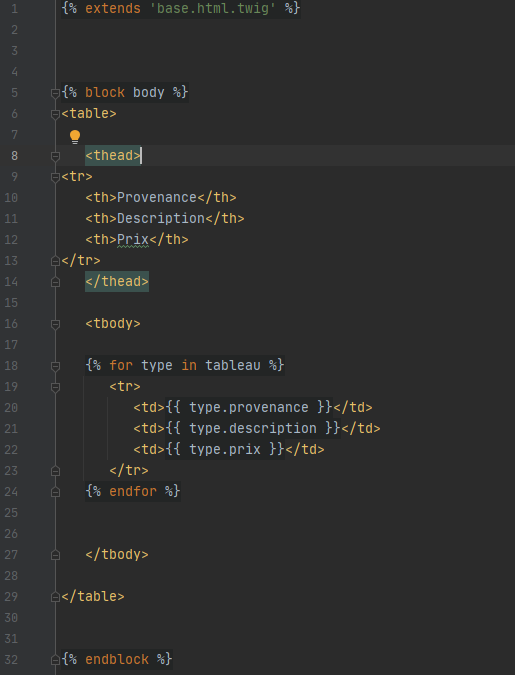 1 {% extends 'base.html.twig' %}
2
3
4
5 {% block body %}
6 <table>
7
8 <thead>
9 <tr>
10 <th>Provenance</th>
11 <th>Description</th>
12 <th>Prix</th>
13 </tr>
14 </thead>
15
16 <tbody>
17
18 {% for type in tableau %}
19 <tr>
20 <td>{{ type.provenance }}</td>
21 <td>{{ type.description }}</td>
22 <td>{{ type.prix }}</td>
23 </tr>
24 {% endfor %}
25
26
27 </tbody>
28
29 </table>
30
31
32 {% endblock %}